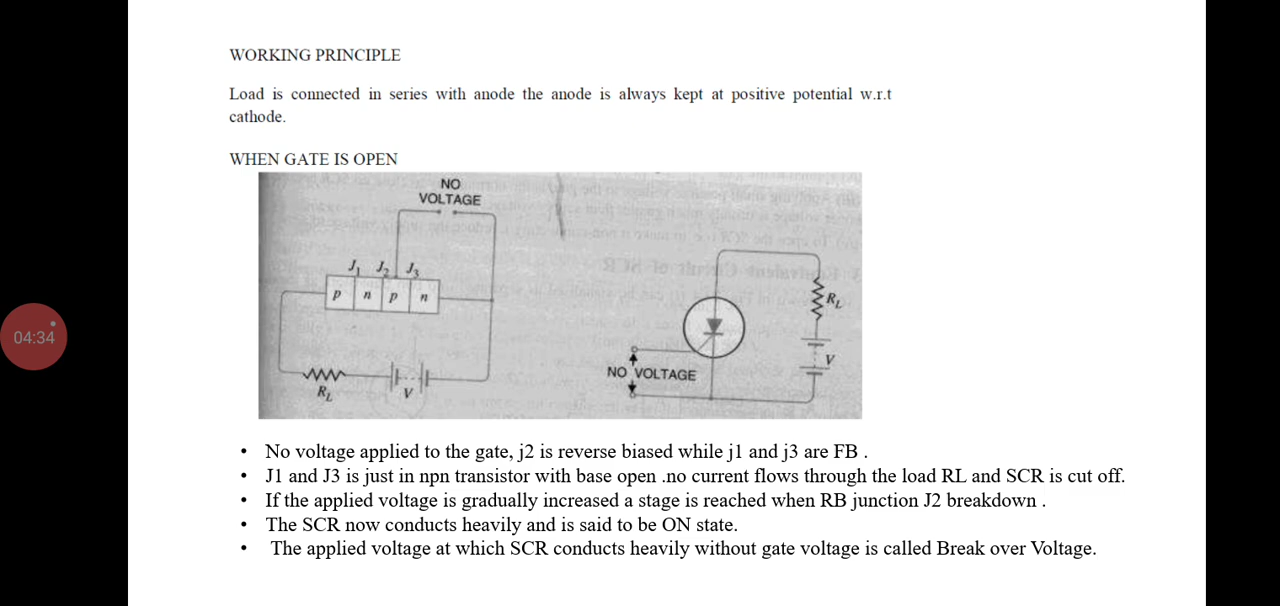 WORKING PRINCIPLE
Load is connected in series with anode the anode is always kept at positive potential w.r.t
cathode.
WHEN GATE IS OPEN
NO
VOLTAGE
J1 J2 J3
p n p n
RL
V
RL
V
NO VOLTAGE
04:34
• No voltage applied to the gate, j2 is reverse biased while j1 and j3 are FB .
• J1 and J3 is just in npn transistor with base open .no current flows through the load RL and SCR is cut off.
• If the applied voltage is gradually increased a stage is reached when RB junction J2 breakdown .
• The SCR now conducts heavily and is said to be ON state.
• The applied voltage at which SCR conducts heavily without gate voltage is called Break over Voltage.